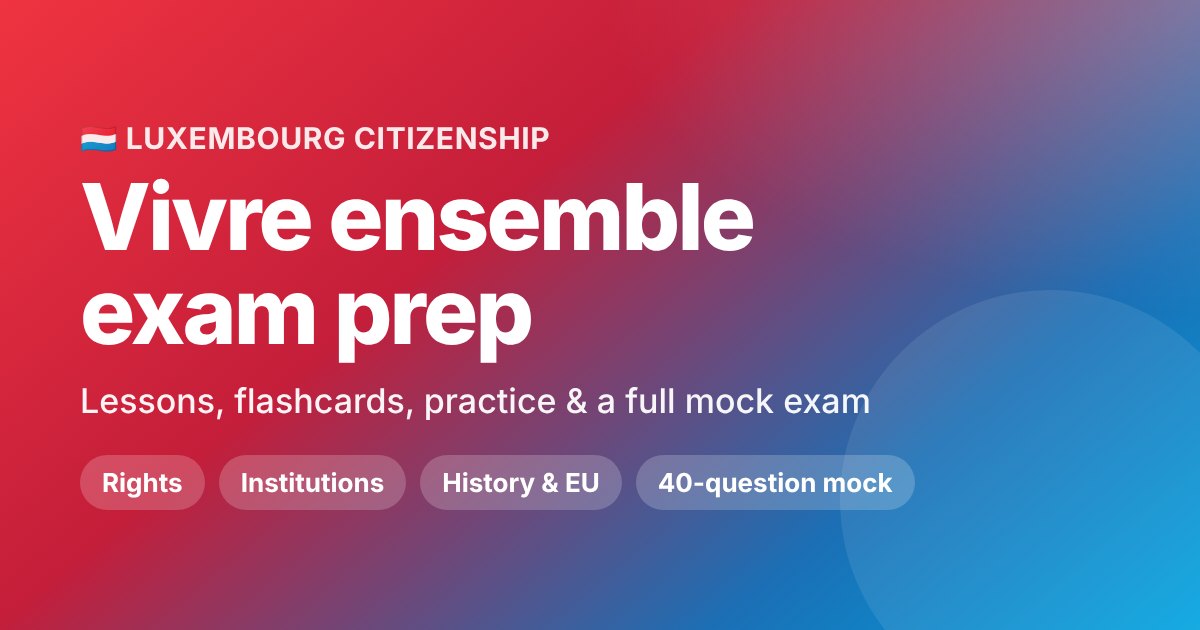 🇱🇺 LUXEMBOURG CITIZENSHIP
Vivre ensemble
exam prep
Lessons, flashcards, practice & a full mock exam
Rights
Institutions
History & EU
40-question mock